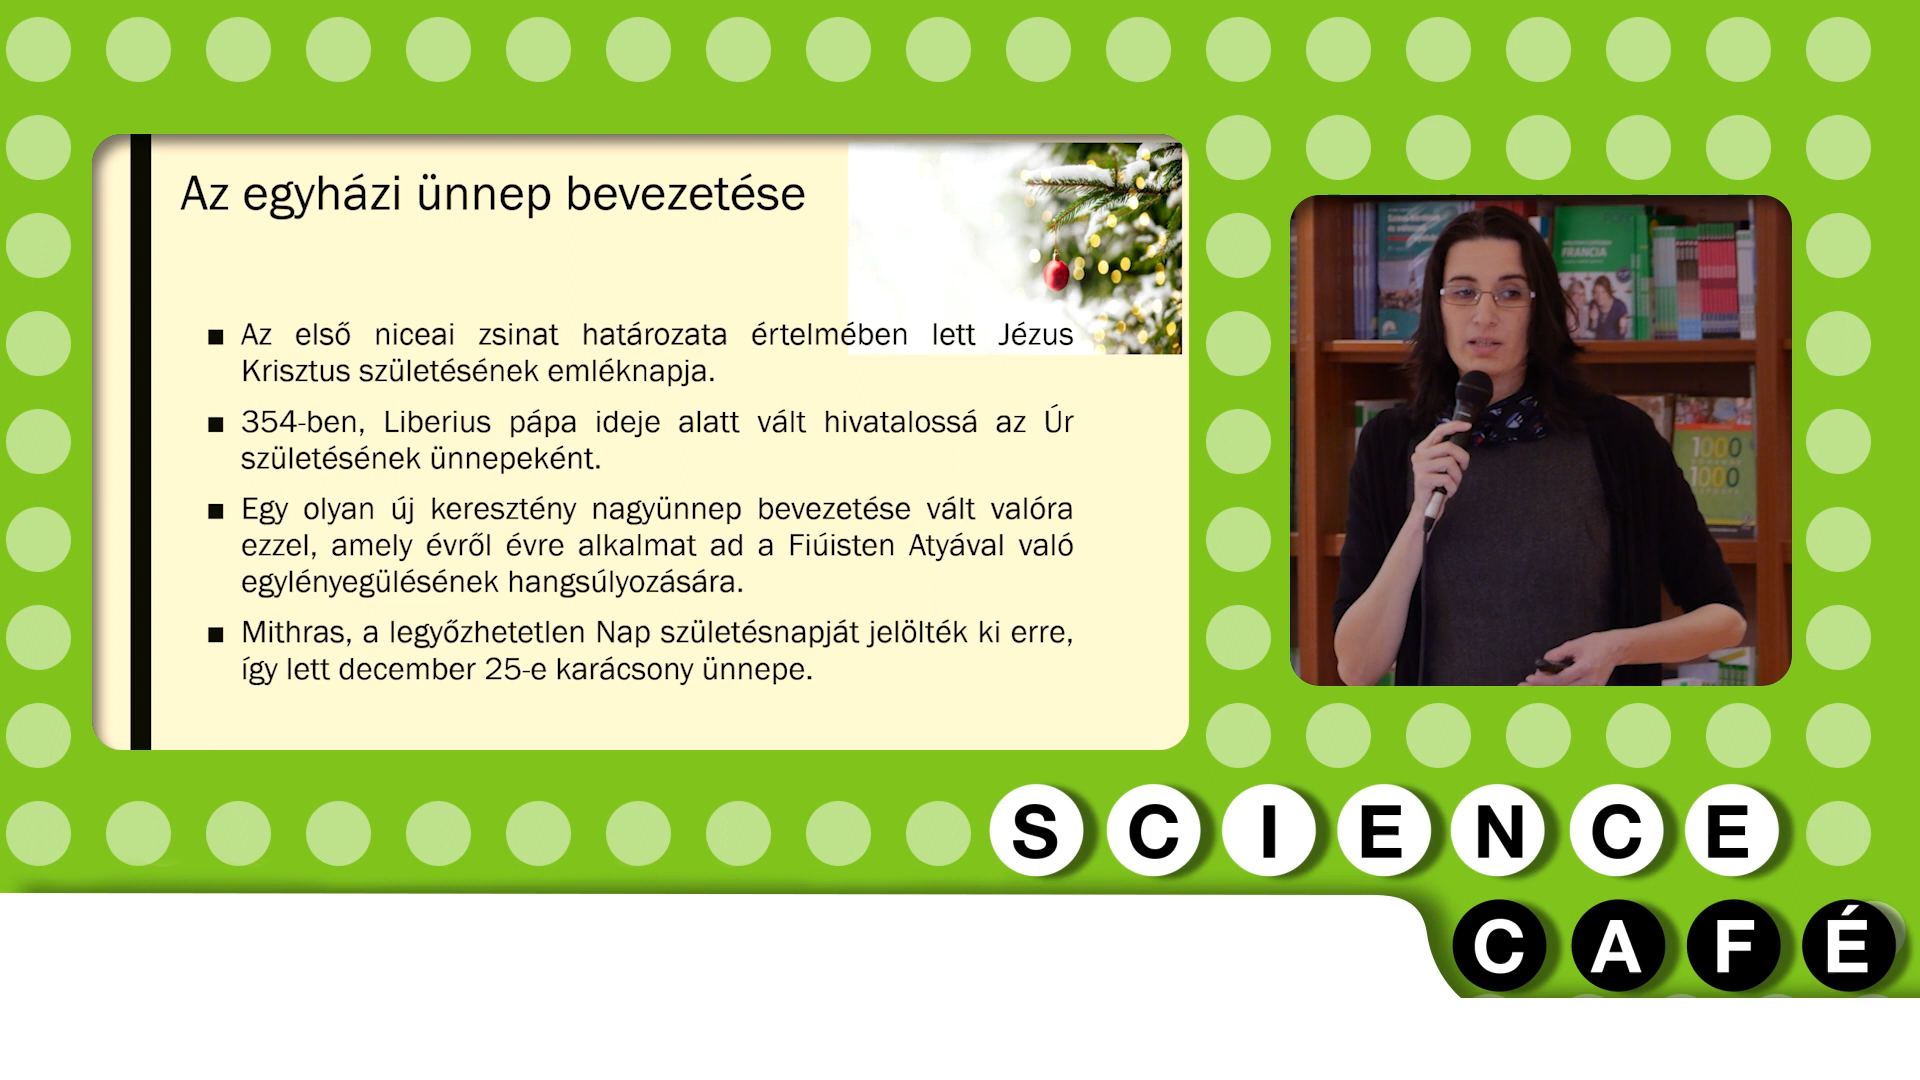 Az egyházi ünnep bevezetése
■ Az első niceai zsinat határozata értelmében lett Jézus
Krisztus születésének emléknapja.
■ 354-ben, Liberius pápa ideje alatt vált hivatalossá az Úr
születésének ünnepeként.
■ Egy olyan új keresztény nagyünnep bevezetése vált valóra
ezzel, amely évről évre alkalmat ad a Fiúisten Atyával való
egylényegülésének hangsúlyozására.
■ Mithras, a legyőzhetetlen Nap születésnapját jelölték ki erre,
így lett december 25-e karácsony ünnepe.
FRANCIA
1000
1000
SCIENCE
CAFÉ